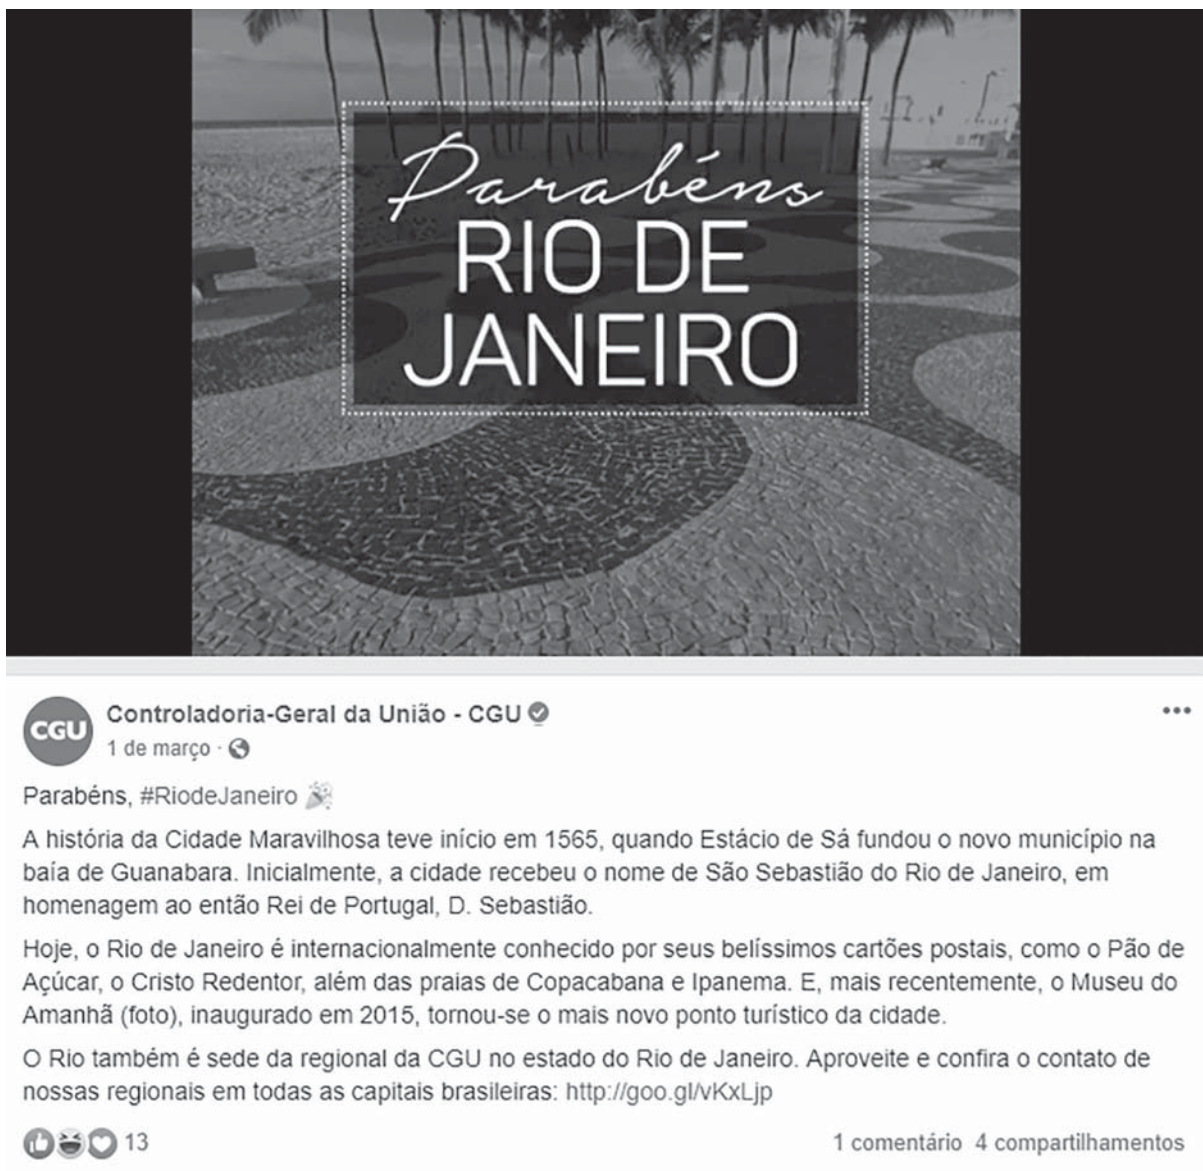 Parabéns
RIO DE
JANEIRO
CGU
Controladoria-Geral da União - CGU
1 de março ·
Parabéns, #RiodeJaneiro
A história da Cidade Maravilhosa teve início em 1565, quando Estácio de Sá fundou o novo município na
baía de Guanabara. Inicialmente, a cidade recebeu o nome de São Sebastião do Rio de Janeiro, em
homenagem ao então Rei de Portugal, D. Sebastião.
Hoje, o Rio de Janeiro é internacionalmente conhecido por seus belíssimos cartões postais, como o Pão de
Açúcar, o Cristo Redentor, além das praias de Copacabana e Ipanema. E, mais recentemente, o Museu do
Amanhã (foto), inaugurado em 2015, tornou-se o mais novo ponto turístico da cidade.
O Rio também é sede da regional da CGU no estado do Rio de Janeiro. Aproveite e confira o contato de
nossas regionais em todas as capitais brasileiras: http://goo.gl/vKxLjp
13
1 comentário 4 compartilhamentos